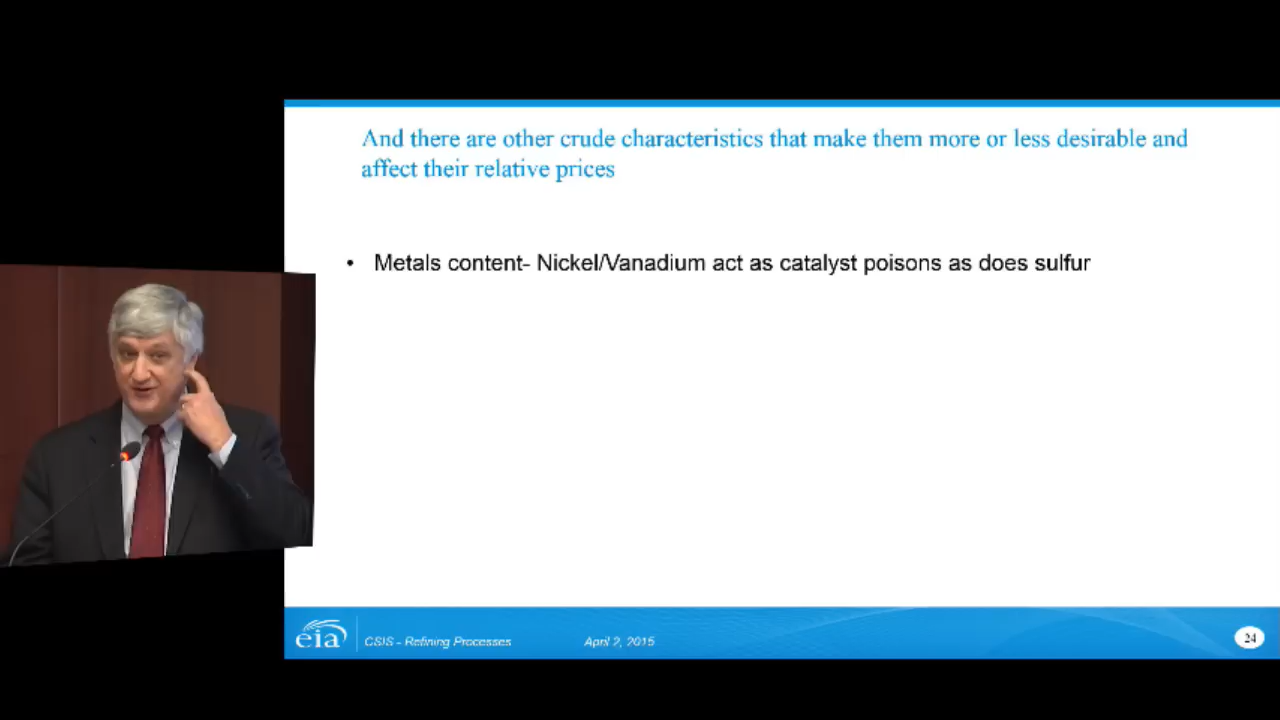 And there are other crude characteristics that make them more or less desirable and
affect their relative prices
• Metals content- Nickel/Vanadium act as catalyst poisons as does sulfur
eia
CSIS - Refining Processes
April 2, 2015
24